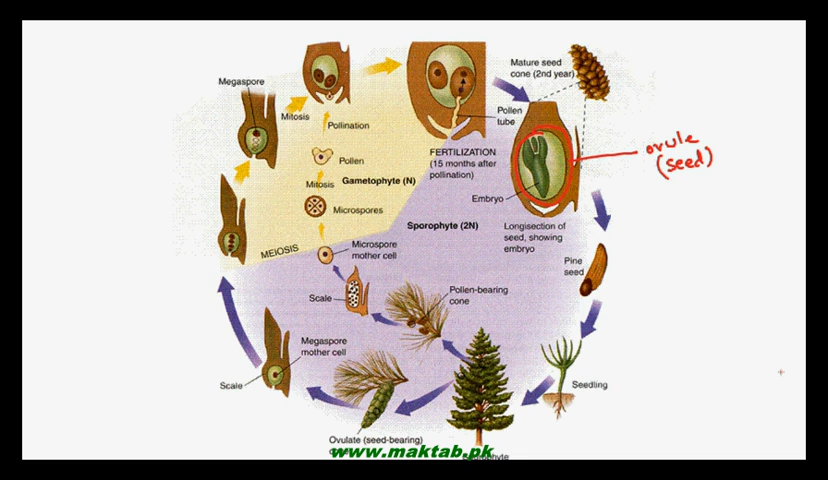 Megaspore
Mitosis
Pollination
Pollen
Mitosis
Gametophyte (N)
Microspores
MEIOSIS
Microspore
mother cell
Sporophyte (2N)
FERTILIZATION
(15 months after
pollination)
Pollen
tube
Mature seed
cone (2nd year)
ovule
(seed)
Embryo
Longisection of
seed, showing
embryo
Pine
seed
Scale
Pollen-bearing
cone
Megaspore
mother cell
Scale
Seedling
Ovulate (seed-bearing)
www.maktab.pk